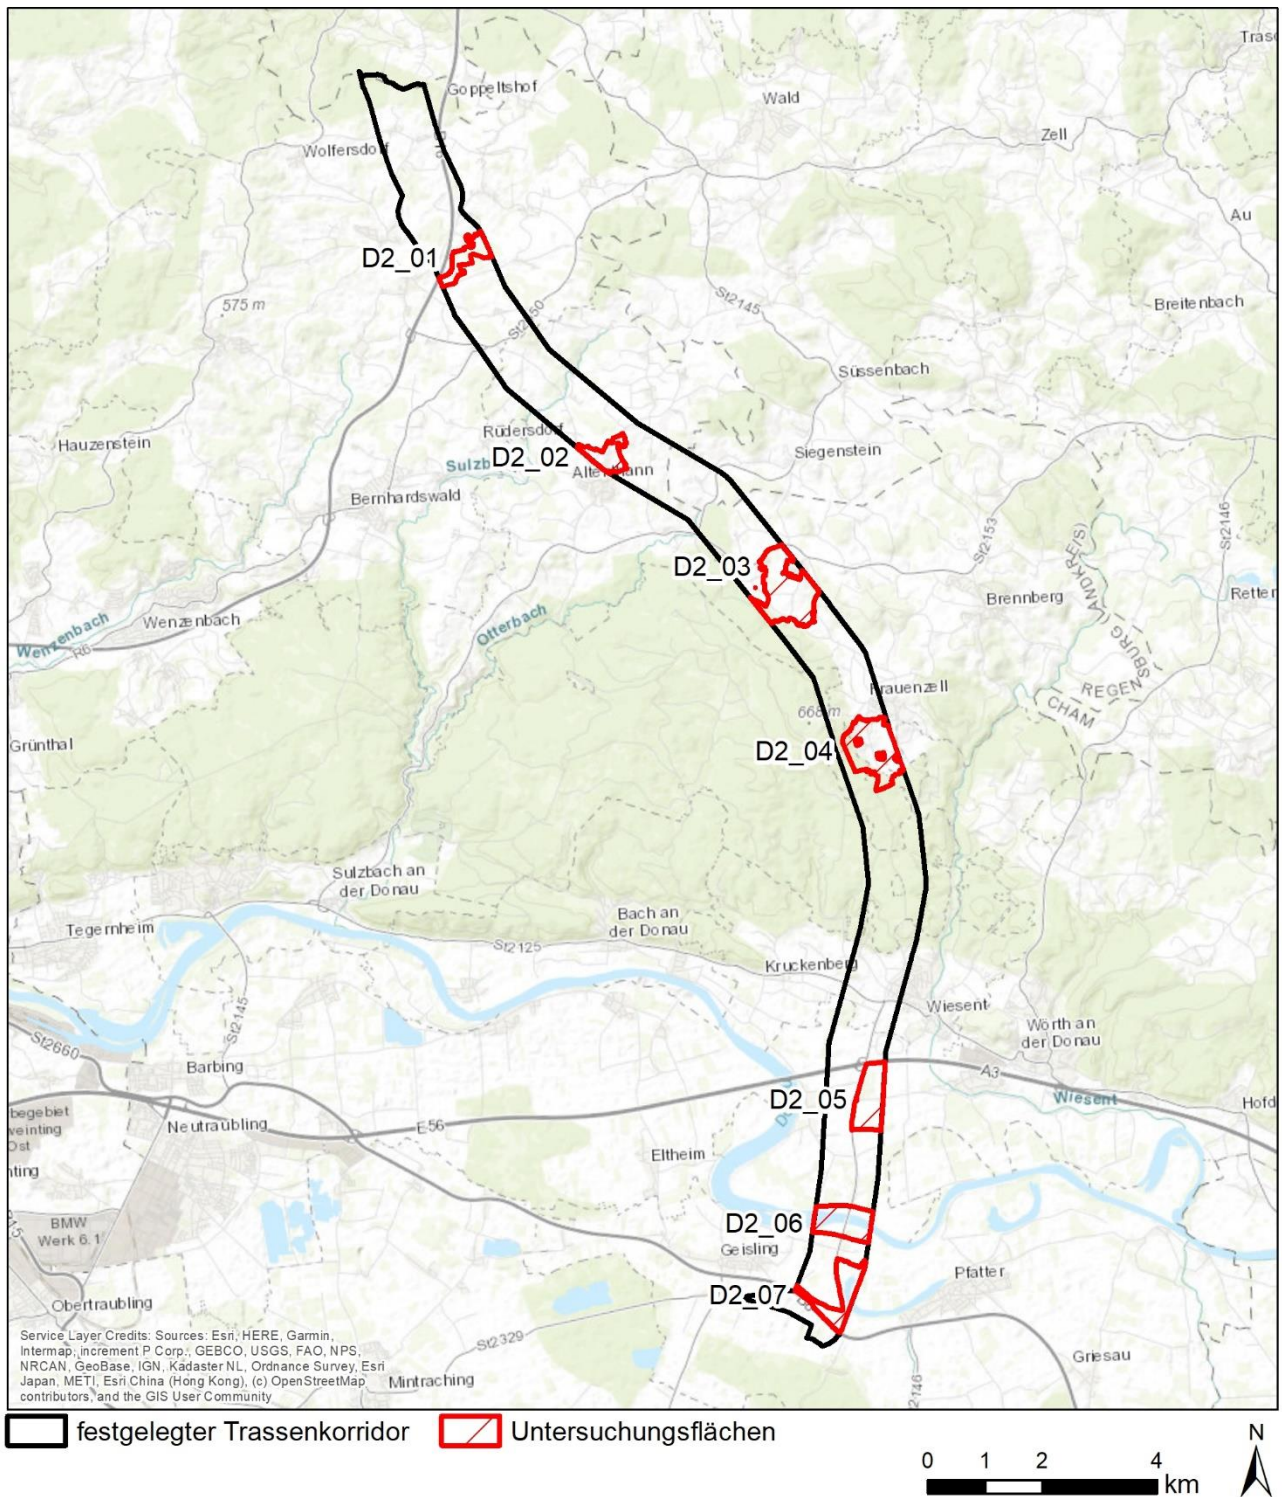 Goppeltshof
Wald
Zell
Wolfersdorf
Au
D2_01
575 m
St2145
Breitenbach
Süssenbach
Hauzenstein
Rüdersdorf
Siegenstein
D2_02
Bernhardswald
St2146
St2153
D2_03
Brennberg
LANDKR(EIS)
Wenzenbach
Wenzenbach
Otterbach
R6
REGENSBURG
CHAM
Frauenzell
668 m
Grünthal
D2_04
Sulzbach an
der Donau
Tegernheim
Bach an
der Donau
St2125
Kruckenberg
Wiesent
St2145
St2660
Wörth an
der Donau
Barbing
A3
Wiesent
D2_05
Neutraubling
E56
Eltheim
BMW
Werk 6.1
D2_06
Geisling
Pfatter
D2_07
Obertraubling
St2329
Griesau
Mintraching
Service Layer Credits: Sources: Esri, HERE, Garmin,
Intermap, increment P Corp., GEBCO, USGS, FAO, NPS,
NRCAN, GeoBase, IGN, Kadaster NL, Ordnance Survey, Esri
Japan, METI, Esri China (Hong Kong), (c) OpenStreetMap
contributors, and the GIS User Community
festgelegter Trassenkorridor
Untersuchungsflächen
N
0 1 2 4
km